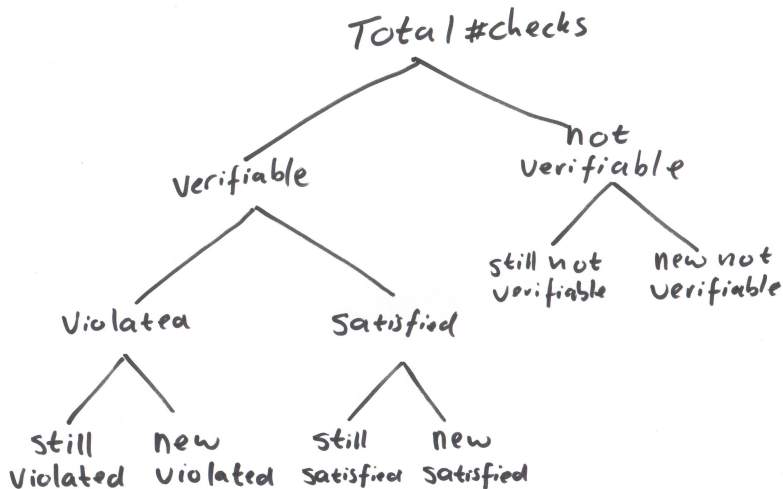 Total #checks
verifiable
not
verifiable
still not
verifiable
new not
verifiable
Violated
Satisfied
still
violated
new
violated
still
satisfied
new
satisfied